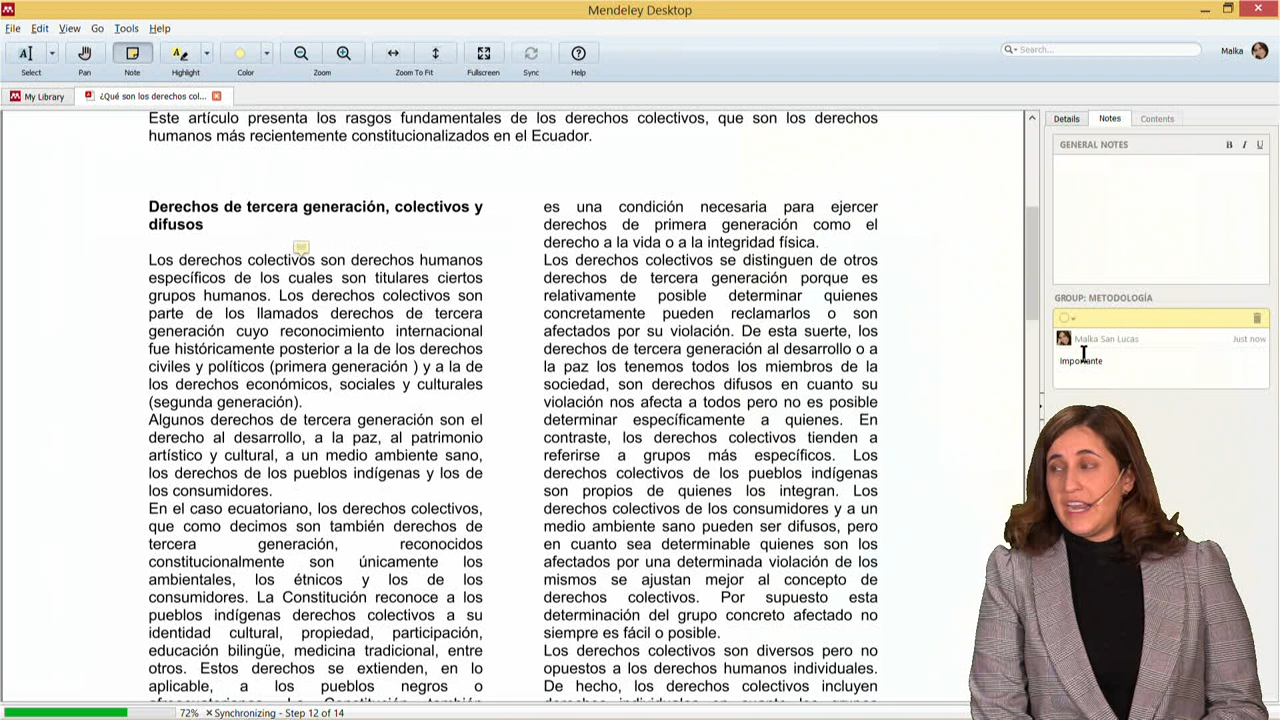 Mendeley Desktop
File Edit View Go Tools Help
Select Pan Note Highlight Color Zoom Zoom To Fit Fullscreen Sync Help
Search...
Malka
My Library
¿Qué son los derechos col...
Este artículo presenta los rasgos fundamentales de los derechos colectivos, que son los derechos
humanos más recientemente constitucionalizados en el Ecuador.
Derechos de tercera generación, colectivos y
difusos
Los derechos colectivos son derechos humanos
específicos de los cuales son titulares ciertos
grupos humanos. Los derechos colectivos son
parte de los llamados derechos de tercera
generación cuyo reconocimiento internacional
fue históricamente posterior a la de los derechos
civiles y políticos (primera generación ) y a la de
los derechos económicos, sociales y culturales
(segunda generación).
Algunos derechos de tercera generación son el
derecho al desarrollo, a la paz, al patrimonio
artístico y cultural, a un medio ambiente sano,
los derechos de los pueblos indígenas y los de
los consumidores.
En el caso ecuatoriano, los derechos colectivos,
que como decimos son también derechos de
tercera generación, reconocidos
constitucionalmente son únicamente los
ambientales, los étnicos y los de los
consumidores. La Constitución reconoce a los
pueblos indígenas derechos colectivos a su
identidad cultural, propiedad, participación,
educación bilingüe, medicina tradicional, entre
otros. Estos derechos se extienden, en lo
aplicable, a los pueblos negros o
es una condición necesaria para ejercer
derechos de primera generación como el
derecho a la vida o a la integridad física.
Los derechos colectivos se distinguen de otros
derechos de tercera generación porque es
relativamente posible determinar quienes
concretamente pueden reclamarlos o son
afectados por su violación. De esta suerte, los
derechos de tercera generación al desarrollo o a
la paz los tenemos todos los miembros de la
sociedad, son derechos difusos en cuanto su
violación nos afecta a todos pero no es posible
determinar específicamente a quienes. En
contraste, los derechos colectivos tienden a
referirse a grupos más específicos. Los
derechos colectivos de los pueblos indígenas
son propios de quienes los integran. Los
derechos colectivos de los consumidores y a un
medio ambiente sano pueden ser difusos, pero
en cuanto sea determinable quienes son los
afectados por una determinada violación de los
mismos se ajustan mejor al concepto de
derechos colectivos. Por supuesto esta
determinación del grupo concreto afectado no
siempre es fácil o posible.
Los derechos colectivos son diversos pero no
opuestos a los derechos humanos individuales.
De hecho, los derechos colectivos incluyen
Details Notes Contents
GENERAL NOTES B I U
GROUP: METODOLOGÍA
Malka San Lucas Just now
Importante
72% Synchronizing - Step 12 of 14